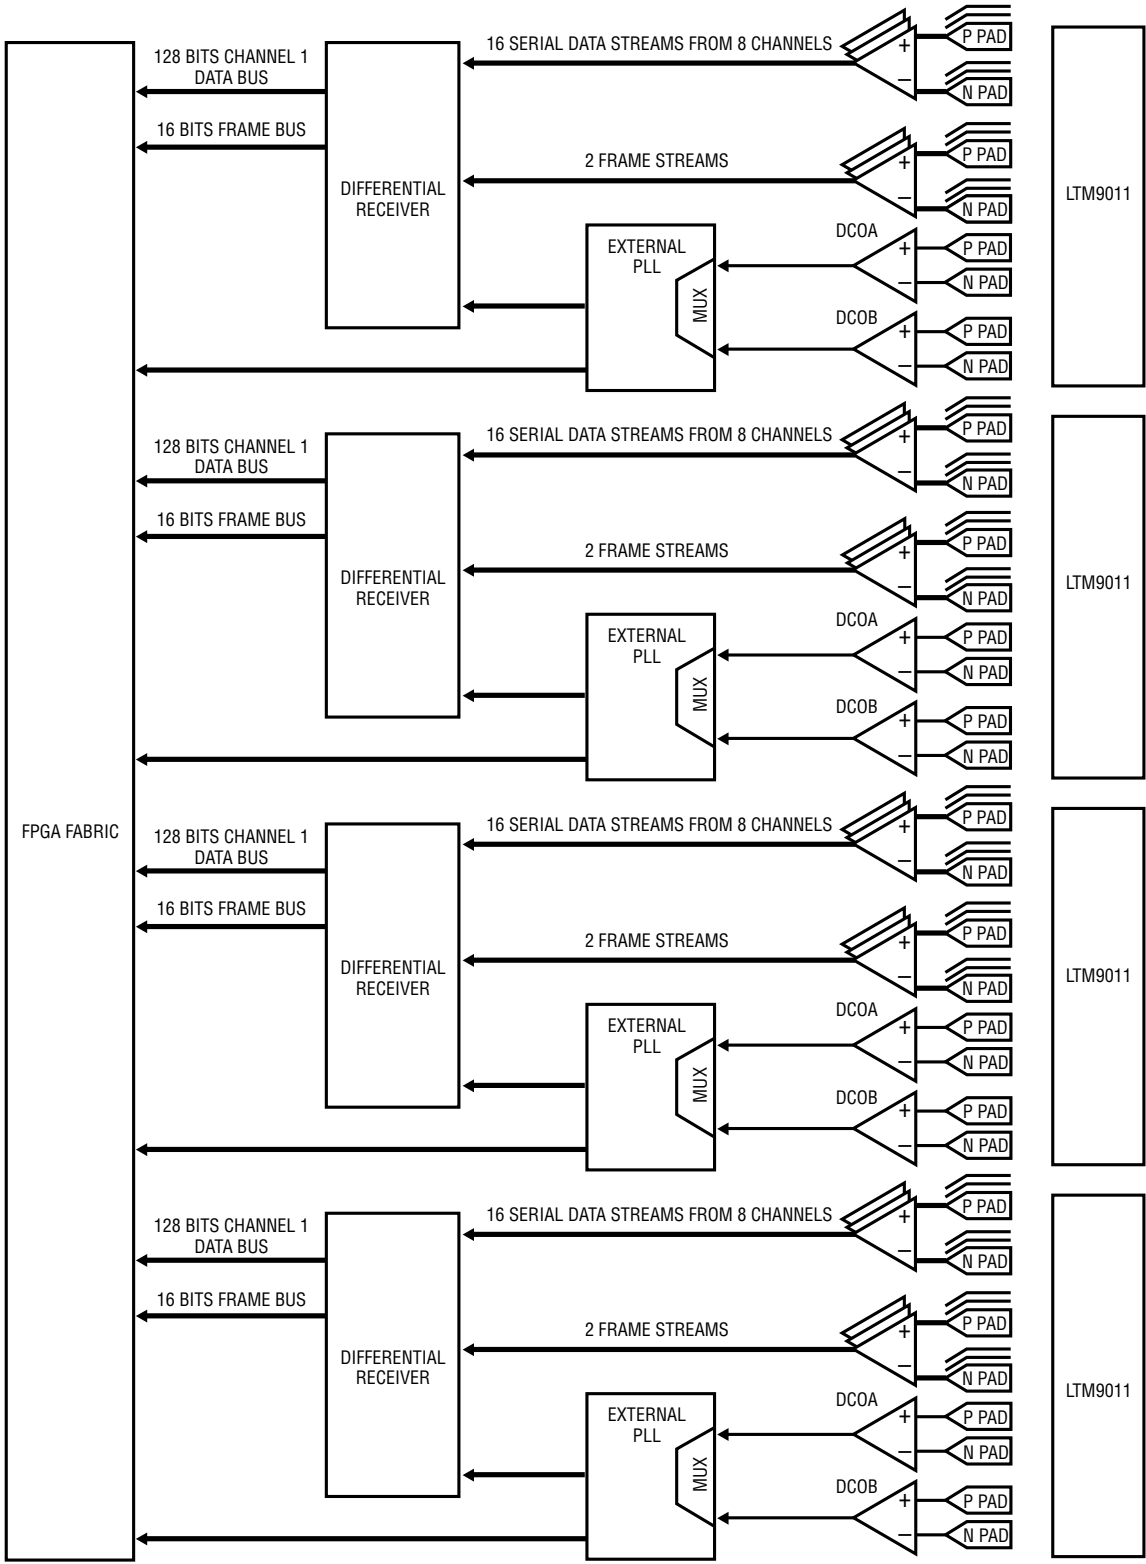 16 SERIAL DATA STREAMS FROM 8 CHANNELS
+
P PAD
128 BITS CHANNEL 1
DATA BUS
–
N PAD
16 BITS FRAME BUS
2 FRAME STREAMS
+
P PAD
DIFFERENTIAL
RECEIVER
–
N PAD
LTM9011
DCOA
EXTERNAL
PLL
+
P PAD
–
N PAD
MUX
DCOB
+
P PAD
–
N PAD
16 SERIAL DATA STREAMS FROM 8 CHANNELS
+
P PAD
128 BITS CHANNEL 1
DATA BUS
–
N PAD
16 BITS FRAME BUS
2 FRAME STREAMS
+
P PAD
DIFFERENTIAL
RECEIVER
–
N PAD
LTM9011
DCOA
EXTERNAL
PLL
+
P PAD
–
N PAD
MUX
DCOB
+
P PAD
–
N PAD
FPGA FABRIC
16 SERIAL DATA STREAMS FROM 8 CHANNELS
+
P PAD
128 BITS CHANNEL 1
DATA BUS
–
N PAD
16 BITS FRAME BUS
2 FRAME STREAMS
+
P PAD
DIFFERENTIAL
RECEIVER
–
N PAD
LTM9011
DCOA
EXTERNAL
PLL
+
P PAD
–
N PAD
MUX
DCOB
+
P PAD
–
N PAD
16 SERIAL DATA STREAMS FROM 8 CHANNELS
+
P PAD
128 BITS CHANNEL 1
DATA BUS
–
N PAD
16 BITS FRAME BUS
2 FRAME STREAMS
+
P PAD
DIFFERENTIAL
RECEIVER
–
N PAD
LTM9011
DCOA
EXTERNAL
PLL
+
P PAD
–
N PAD
MUX
DCOB
+
P PAD
–
N PAD